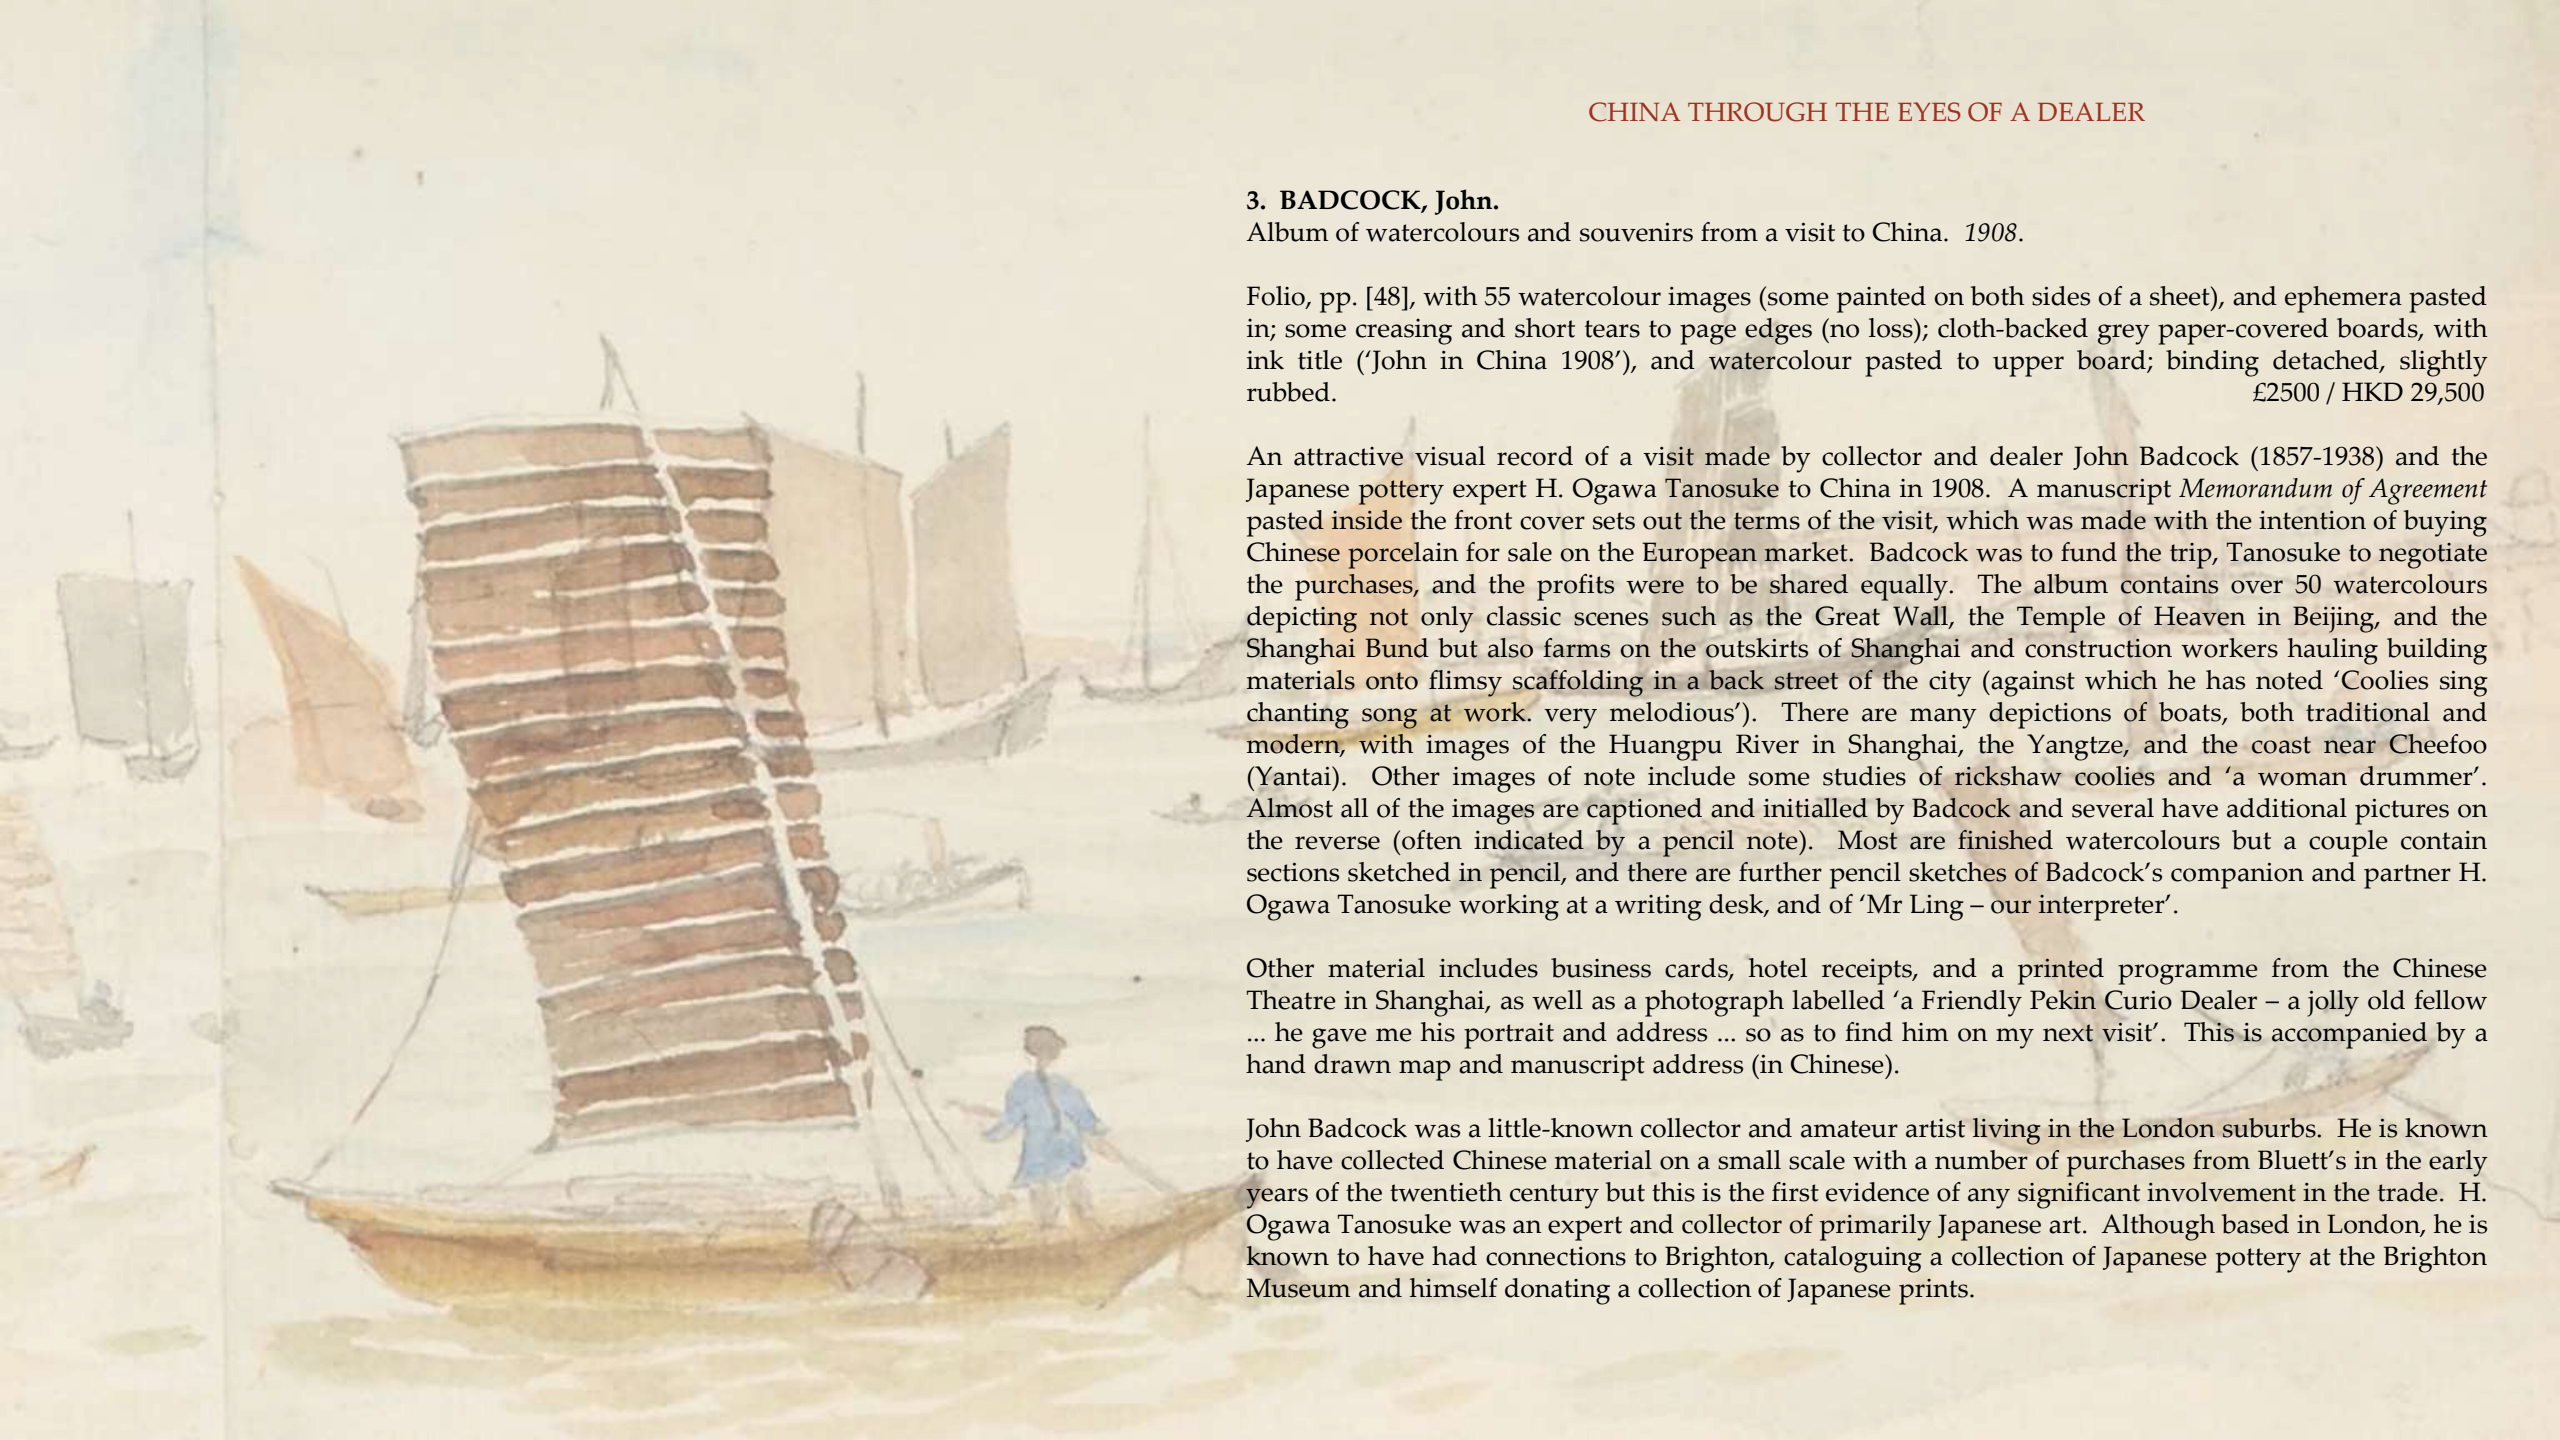 CHINA THROUGH THE EYES OF A DEALER
3. BADCOCK, John.
Album of watercolours and souvenirs from a visit to China. 1908.
Folio, pp. [48], with 55 watercolour images (some painted on both sides of a sheet), and ephemera pasted
in; some creasing and short tears to page edges (no loss); cloth-backed grey paper-covered boards, with
ink title (‘John in China 1908’), and watercolour pasted to upper board; binding detached, slightly
rubbed. £2500 / HKD 29,500
An attractive visual record of a visit made by collector and dealer John Badcock (1857-1938) and the
Japanese pottery expert H. Ogawa Tanosuke to China in 1908. A manuscript Memorandum of Agreement
pasted inside the front cover sets out the terms of the visit, which was made with the intention of buying
Chinese porcelain for sale on the European market. Badcock was to fund the trip, Tanosuke to negotiate
the purchases, and the profits were to be shared equally. The album contains over 50 watercolours
depicting not only classic scenes such as the Great Wall, the Temple of Heaven in Beijing, and the
Shanghai Bund but also farms on the outskirts of Shanghai and construction workers hauling building
materials onto flimsy scaffolding in a back street of the city (against which he has noted ‘Coolies sing
chanting song at work. very melodious’). There are many depictions of boats, both traditional and
modern, with images of the Huangpu River in Shanghai, the Yangtze, and the coast near Cheefoo
(Yantai). Other images of note include some studies of rickshaw coolies and ‘a woman drummer’.
Almost all of the images are captioned and initialled by Badcock and several have additional pictures on
the reverse (often indicated by a pencil note). Most are finished watercolours but a couple contain
sections sketched in pencil, and there are further pencil sketches of Badcock’s companion and partner H.
Ogawa Tanosuke working at a writing desk, and of ‘Mr Ling – our interpreter’.
Other material includes business cards, hotel receipts, and a printed programme from the Chinese
Theatre in Shanghai, as well as a photograph labelled ‘a Friendly Pekin Curio Dealer – a jolly old fellow
... he gave me his portrait and address ... so as to find him on my next visit’. This is accompanied by a
hand drawn map and manuscript address (in Chinese).
John Badcock was a little-known collector and amateur artist living in the London suburbs. He is known
to have collected Chinese material on a small scale with a number of purchases from Bluett’s in the early
years of the twentieth century but this is the first evidence of any significant involvement in the trade. H.
Ogawa Tanosuke was an expert and collector of primarily Japanese art. Although based in London, he is
known to have had connections to Brighton, cataloguing a collection of Japanese pottery at the Brighton
Museum and himself donating a collection of Japanese prints.